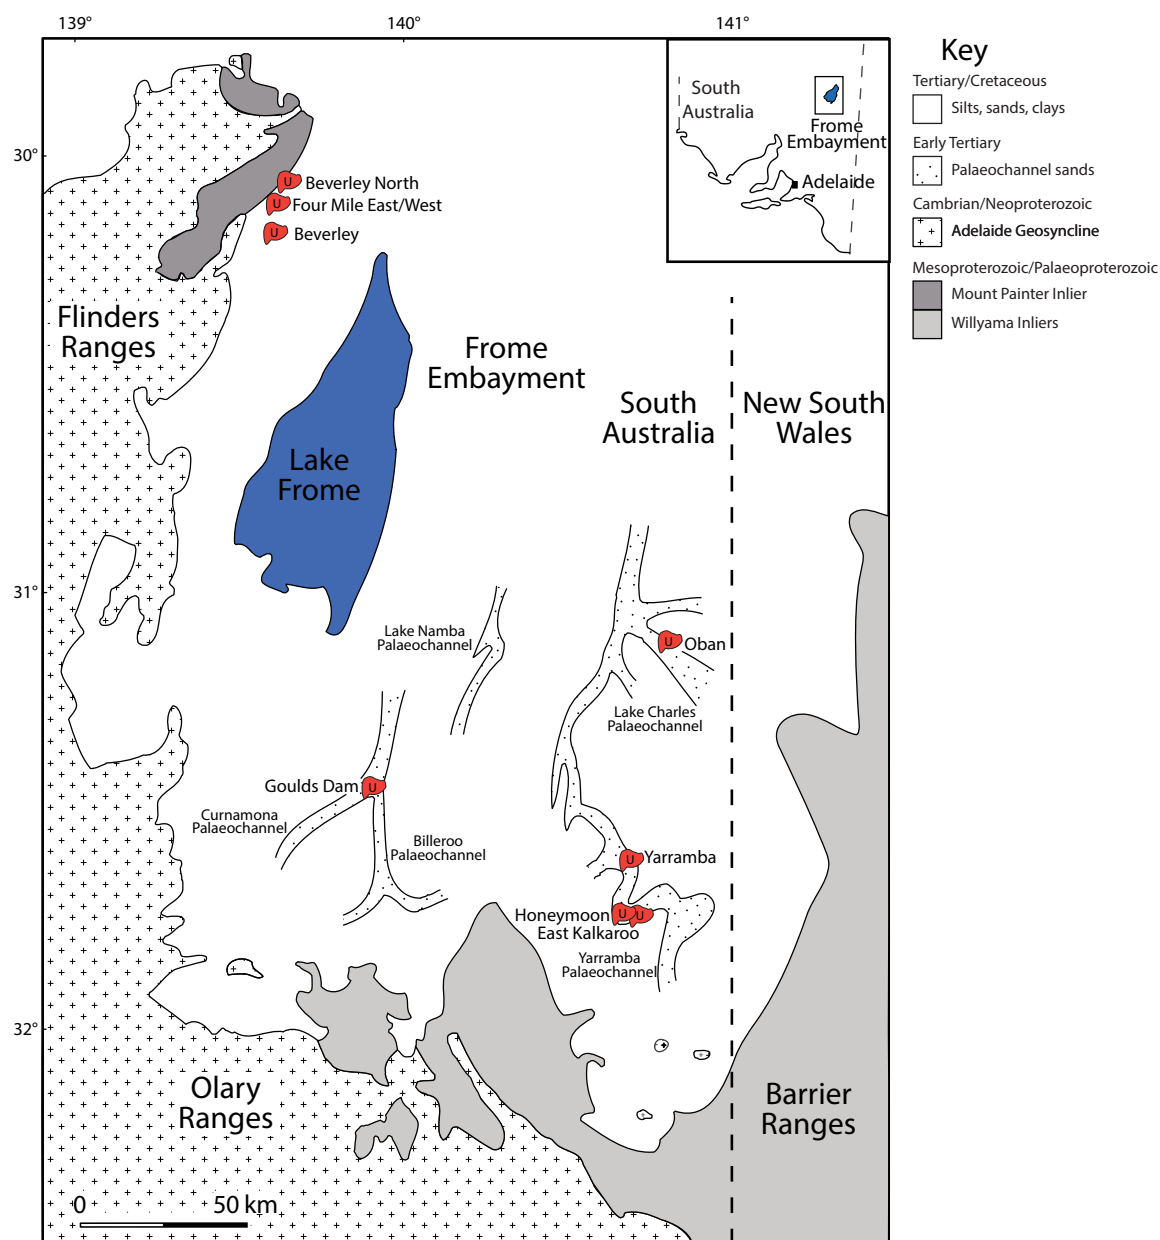 139°
140°
141°
30°
31°
32°
South
Australia
Frome
Embayment
Adelaide
Key
Tertiary/Cretaceous
Silts, sands, clays
Early Tertiary
Palaeochannel sands
Cambrian/Neoproterozoic
Adelaide Geosyncline
Mesoproterozoic/Palaeoproterozoic
Mount Painter Inlier
Willyama Inliers
U
Beverley North
U
Four Mile East/West
U
Beverley
Flinders
Ranges
Frome
Embayment
South
Australia
New South
Wales
Lake
Frome
Lake Namba
Palaeochannel
U
Oban
Lake Charles
Palaeochannel
Goulds Dam
U
Curnamona
Palaeochannel
Billeroo
Palaeochannel
U
Yarramba
Honeymoon
U
U
East Kalkaroo
Yarramba
Palaeochannel
Olary
Ranges
Barrier
Ranges
0
50 km